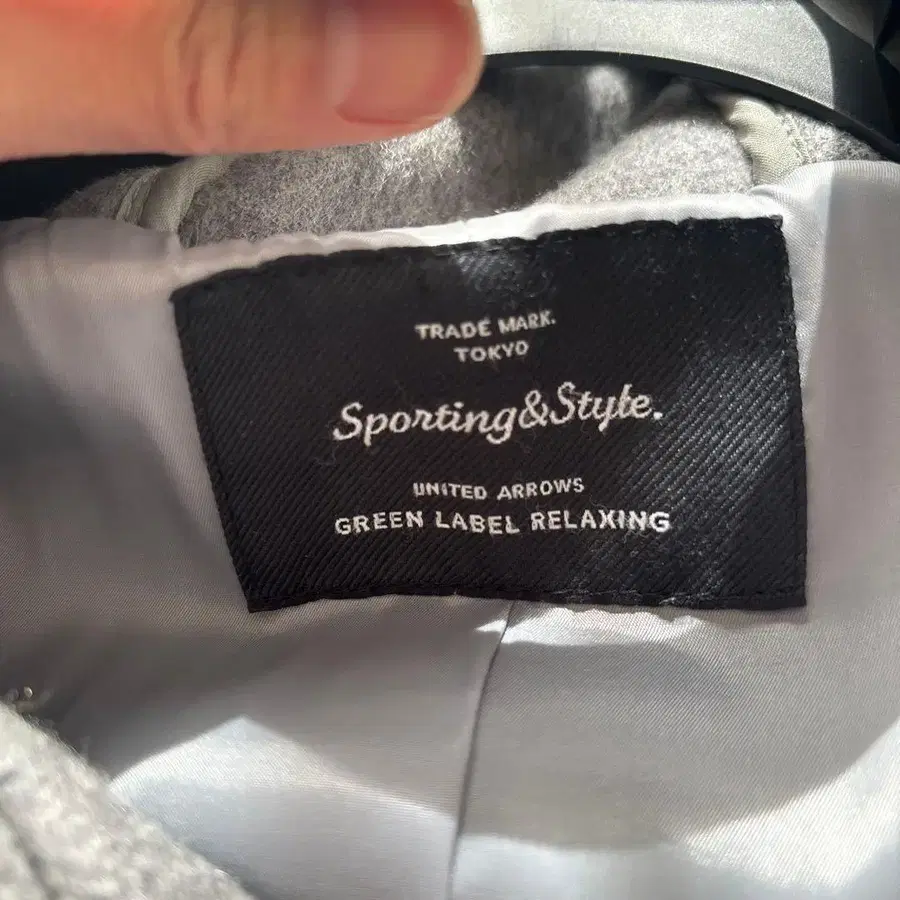 TRADE MARK.
TOKYO
Sporting&Style.
UNITED ARROWS
GREEN LABEL RELAXING